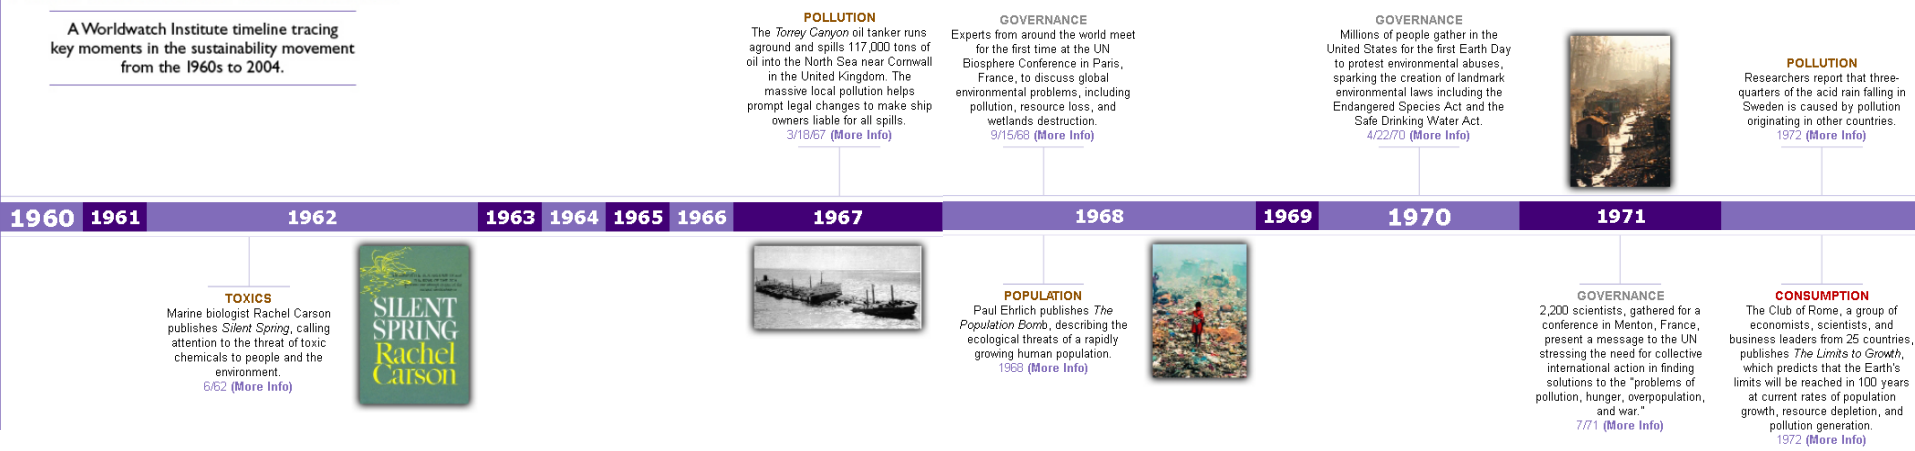 A Worldwatch Institute timeline tracing
key moments in the sustainability movement
from the 1960s to 2004.
POLLUTION
The Torrey Canyon oil tanker runs
aground and spills 117,000 tons of
oil into the North Sea near Cornwall
in the United Kingdom. The
massive local pollution helps
prompt legal changes to make ship
owners liable for all spills.
3/18/67 (More Info)
GOVERNANCE
Experts from around the world meet
for the first time at the UN
Biosphere Conference in Paris,
France, to discuss global
environmental problems, including
pollution, resource loss, and
wetlands destruction.
9/15/68 (More Info)
GOVERNANCE
Millions of people gather in the
United States for the first Earth Day
to protest environmental abuses,
sparking the creation of landmark
environmental laws including the
Endangered Species Act and the
Safe Drinking Water Act.
4/22/70 (More Info)
POLLUTION
Researchers report that three-
quarters of the acid rain falling in
Sweden is caused by pollution
originating in other countries.
1972 (More Info)
1960 1961 1962 1963 1964 1965 1966 1967 1968 1969 1970 1971
TOXICS
Marine biologist Rachel Carson
publishes Silent Spring, calling
attention to the threat of toxic
chemicals to people and the
environment.
6/62 (More Info)
SILENT
SPRING
Rachel
Carson
POPULATION
Paul Ehrlich publishes The
Population Bomb, describing the
ecological threats of a rapidly
growing human population.
1968 (More Info)
GOVERNANCE
2,200 scientists, gathered for a
conference in Menton, France,
present a message to the UN
stressing the need for collective
international action in finding
solutions to the "problems of
pollution, hunger, overpopulation,
and war."
7/71 (More Info)
CONSUMPTION
The Club of Rome, a group of
economists, scientists, and
business leaders from 25 countries,
publishes The Limits to Growth,
which predicts that the Earth's
limits will be reached in 100 years
at current rates of population
growth, resource depletion, and
pollution generation.
1972 (More Info)